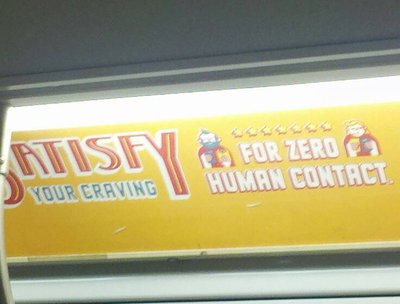 SATISFY
YOUR CRAVING
FOR ZERO
HUMAN CONTACT.